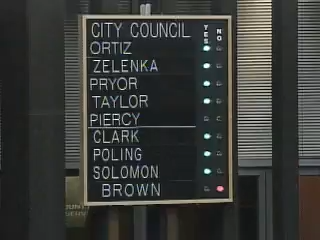 CITY COUNCIL YES NO
ORTIZ
ZELENKA
PRYOR
TAYLOR
PIERCY
CLARK
POLING
SOLOMON
BROWN